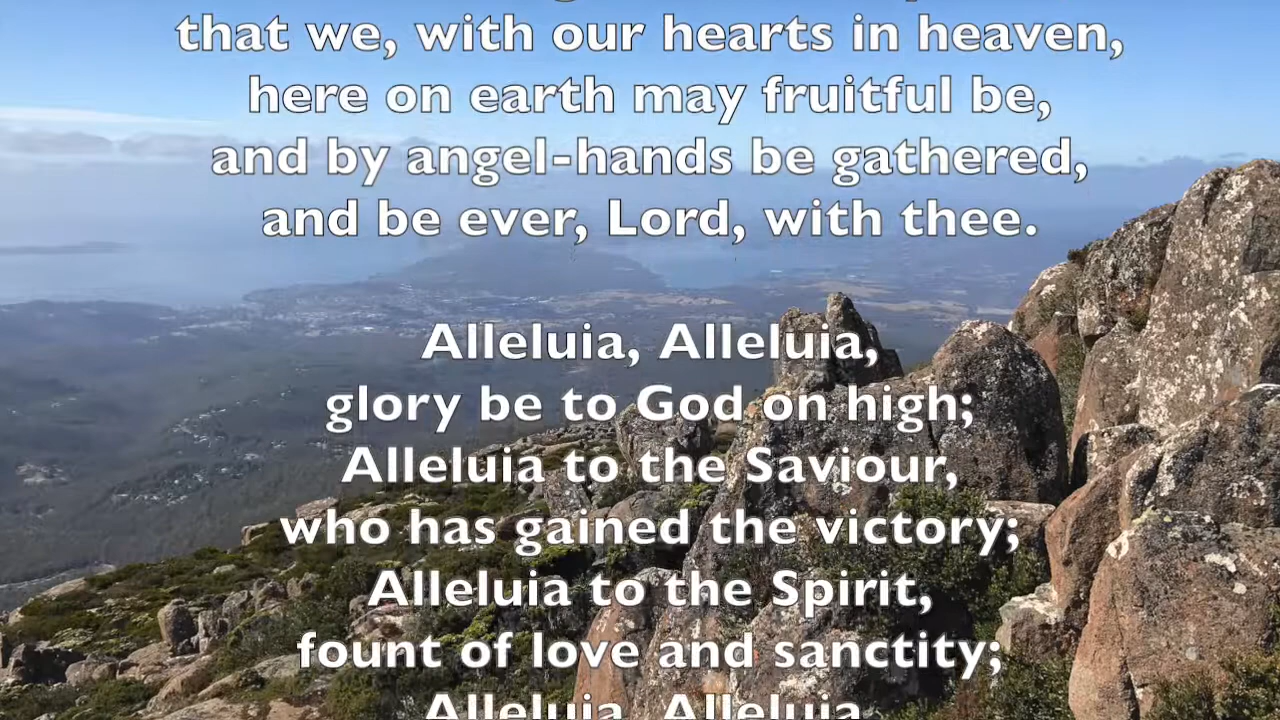 that we, with our hearts in heaven,
here on earth may fruitful be,
and by angel-hands be gathered,
and be ever, Lord, with thee.
Alleluia, Alleluia,
glory be to God on high;
Alleluia to the Saviour,
who has gained the victory;
Alleluia to the Spirit,
fount of love and sanctity;
Alleluia, Alleluia